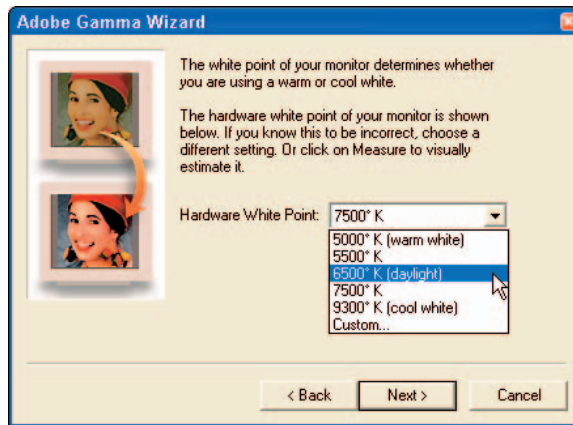 Adobe Gamma Wizard
The white point of your monitor determines whether
you are using a warm or cool white.
The hardware white point of your monitor is shown
below. If you know this to be incorrect, choose a
different setting. Or click on Measure to visually
estimate it.
Hardware White Point: 7500° K
5000° K (warm white)
5500° K
6500° K (daylight)
7500° K
9300° K (cool white)
Custom...
< Back Next > Cancel